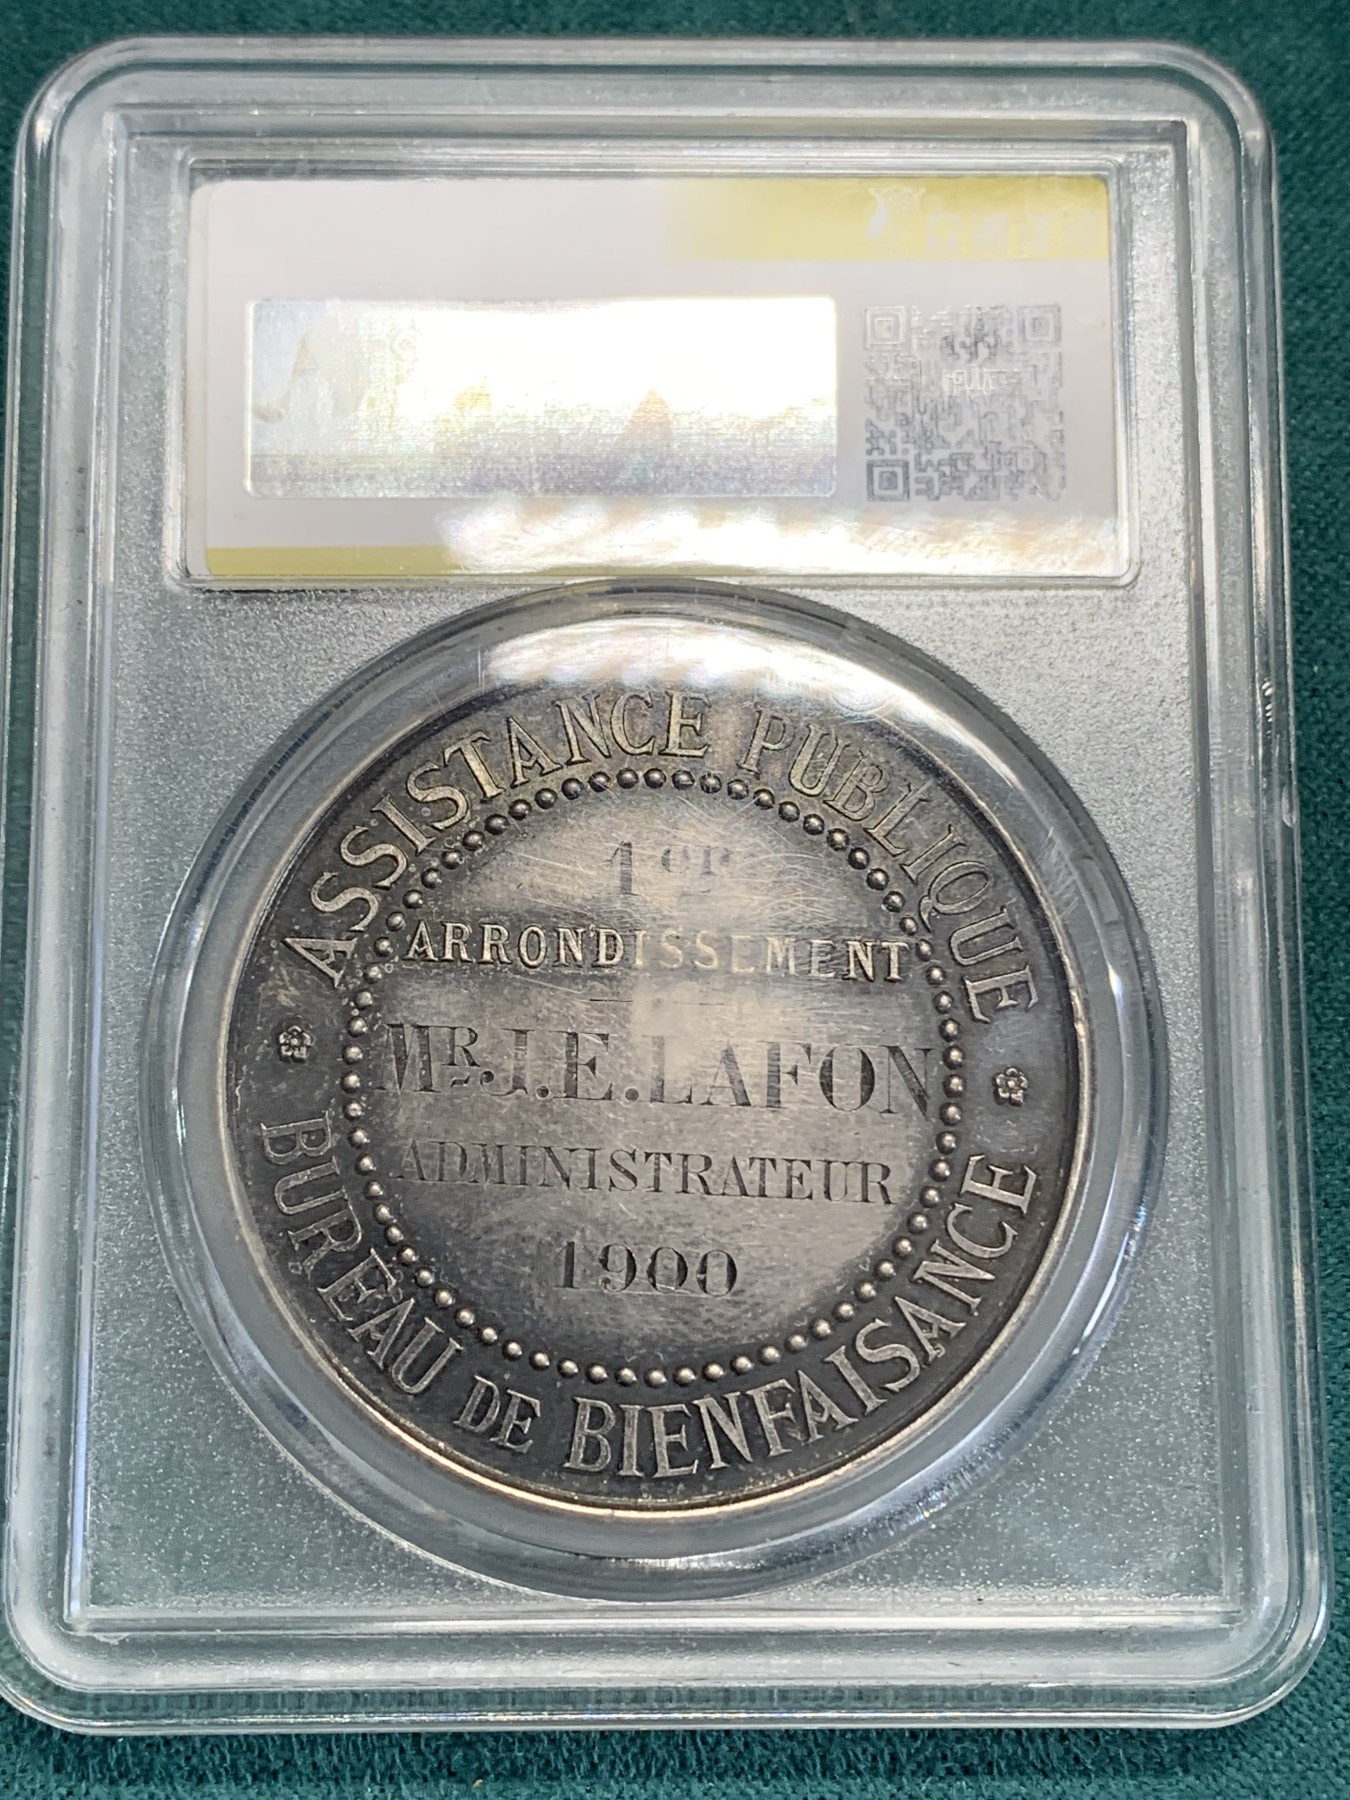 ASSISTANCE PUBLIQUE
1er
ARRONDISSEMENT
MR J.E. LAFON
ADMINISTRATEUR
1900
BUREAU DE BIENFAISANCE